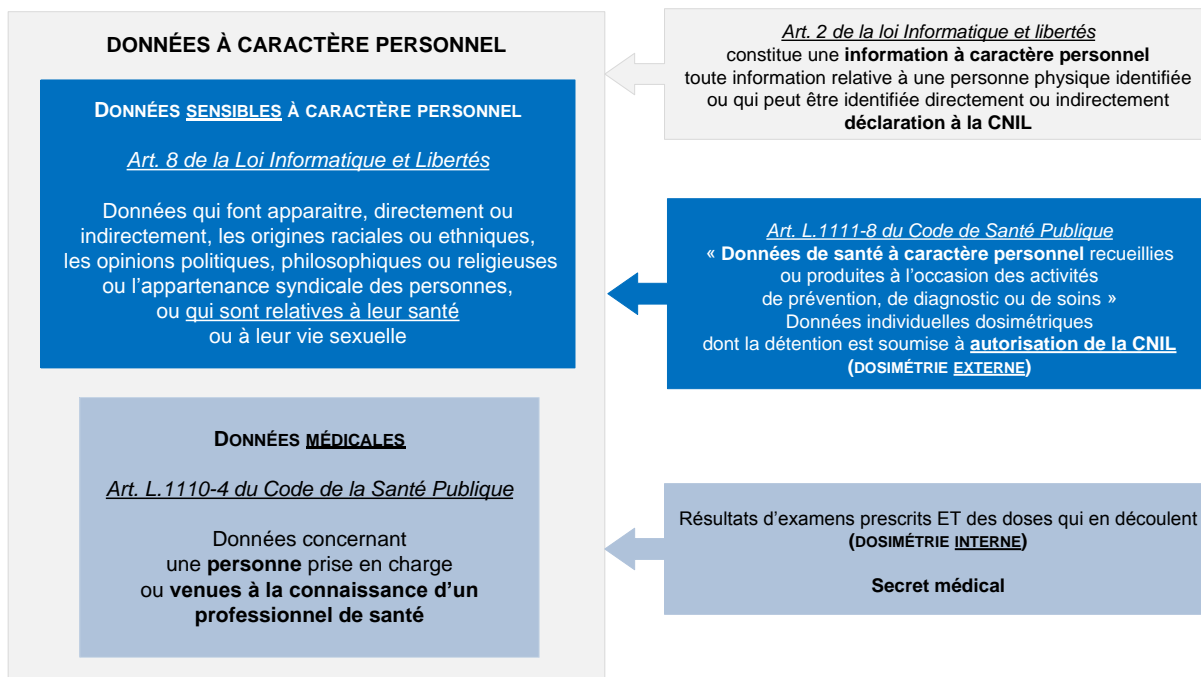 DONNÉES À CARACTÈRE PERSONNEL
DONNÉES SENSIBLES À CARACTÈRE PERSONNEL
Art. 8 de la Loi Informatique et Libertés
Données qui font apparaitre, directement ou
indirectement, les origines raciales ou ethniques,
les opinions politiques, philosophiques ou religieuses
ou l’appartenance syndicale des personnes,
ou qui sont relatives à leur santé
ou à leur vie sexuelle
DONNÉES MÉDICALES
Art. L.1110-4 du Code de la Santé Publique
Données concernant
une personne prise en charge
ou venues à la connaissance d’un
professionnel de santé
Art. 2 de la loi Informatique et libertés
constitue une information à caractère personnel
toute information relative à une personne physique identifiée
ou qui peut être identifiée directement ou indirectement
déclaration à la CNIL
Art. L.1111-8 du Code de Santé Publique
« Données de santé à caractère personnel recueillies
ou produites à l’occasion des activités
de prévention, de diagnostic ou de soins »
Données individuelles dosimétriques
dont la détention est soumise à autorisation de la CNIL
(DOSIMÉTRIE EXTERNE)
Résultats d’examens prescrits ET des doses qui en découlent
(DOSIMÉTRIE INTERNE)
Secret médical